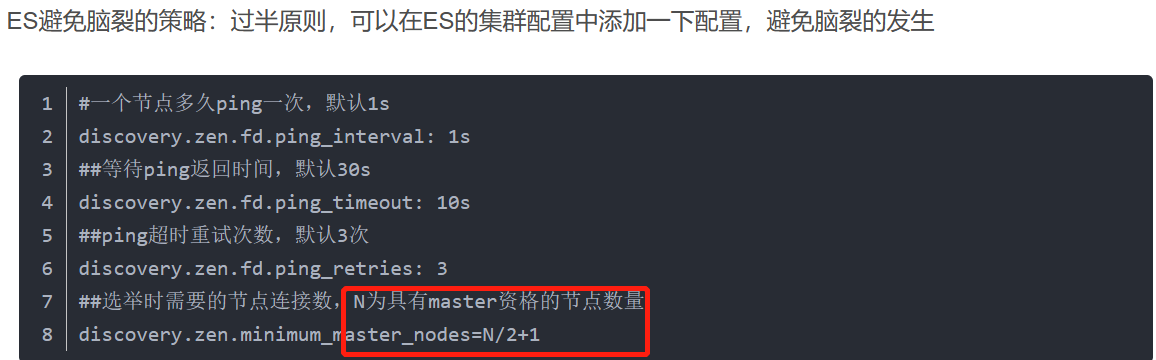 ES避免脑裂的策略：过半原则，可以在ES的集群配置中添加一下配置，避免脑裂的发生
1 #一个节点多久ping一次，默认1s
2 discovery.zen.fd.ping_interval: 1s
3 ##等待ping返回时间，默认30s
4 discovery.zen.fd.ping_timeout: 10s
5 ##ping超时重试次数，默认3次
6 discovery.zen.fd.ping_retries: 3
7 ##选举时需要的节点连接数，N为具有master资格的节点数量
8 discovery.zen.minimum_master_nodes=N/2+1